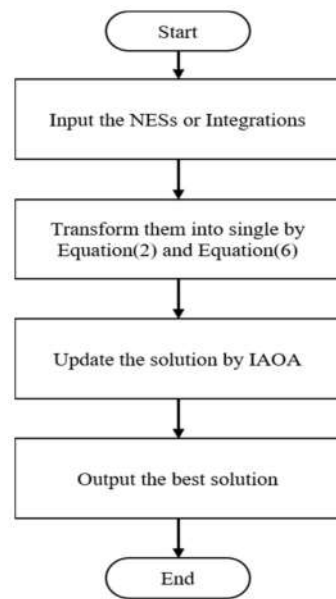 Start
Input the NESs or Integrations
Transform them into single by
Equation(2) and Equation(6)
Update the solution by IAOA
Output the best solution
End